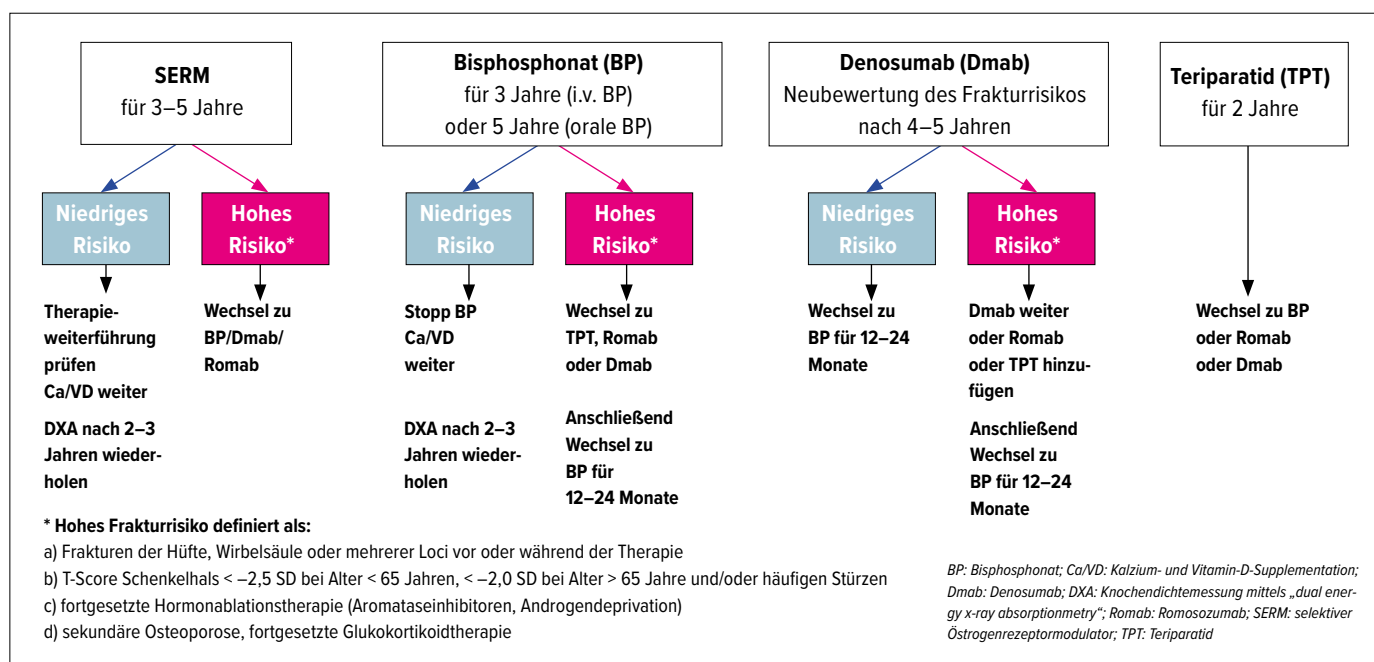 SERM
für 3–5 Jahre
Bisphosphonat (BP)
für 3 Jahre (i.v. BP)
oder 5 Jahre (orale BP)
Denosumab (Dmab)
Neubewertung des Frakturrisikos
nach 4–5 Jahren
Teriparatid (TPT)
für 2 Jahre
Niedriges
Risiko
Hohes
Risiko*
Niedriges
Risiko
Hohes
Risiko*
Niedriges
Risiko
Hohes
Risiko*
Therapie-
weiterführung
prüfen
Ca/VD weiter
DXA nach 2–3
Jahren wieder-
holen
Wechsel zu
BP/Dmab/
Romab
Stopp BP
Ca/VD
weiter
DXA nach 2–3
Jahren wieder-
holen
Wechsel zu
TPT, Romab
oder Dmab
Anschließend
Wechsel zu
BP für
12–24 Monate
Wechsel zu
BP für 12–24
Monate
Dmab weiter
oder Romab
oder TPT hinzu-
fügen
Anschließend
Wechsel zu
BP für 12–24
Monate
Wechsel zu BP
oder Romab
oder Dmab
* Hohes Frakturrisiko definiert als:
a) Frakturen der Hüfte, Wirbelsäule oder mehrerer Loci vor oder während der Therapie
b) T-Score Schenkelhals < –2,5 SD bei Alter < 65 Jahren, < –2,0 SD bei Alter > 65 Jahre und/oder häufigen Stürzen
c) fortgesetzte Hormonablationstherapie (Aromataseinhibitoren, Androgendeprivation)
d) sekundäre Osteoporose, fortgesetzte Glukokortikoidtherapie
BP: Bisphosphonat; Ca/VD: Kalzium- und Vitamin-D-Supplementation;
Dmab: Denosumab; DXA: Knochendichtemessung mittels „dual ener-
gy x-ray absorptionmetry“; Romab: Romosozumab; SERM: selektiver
Östrogenrezeptormodulator; TPT: Teriparatid